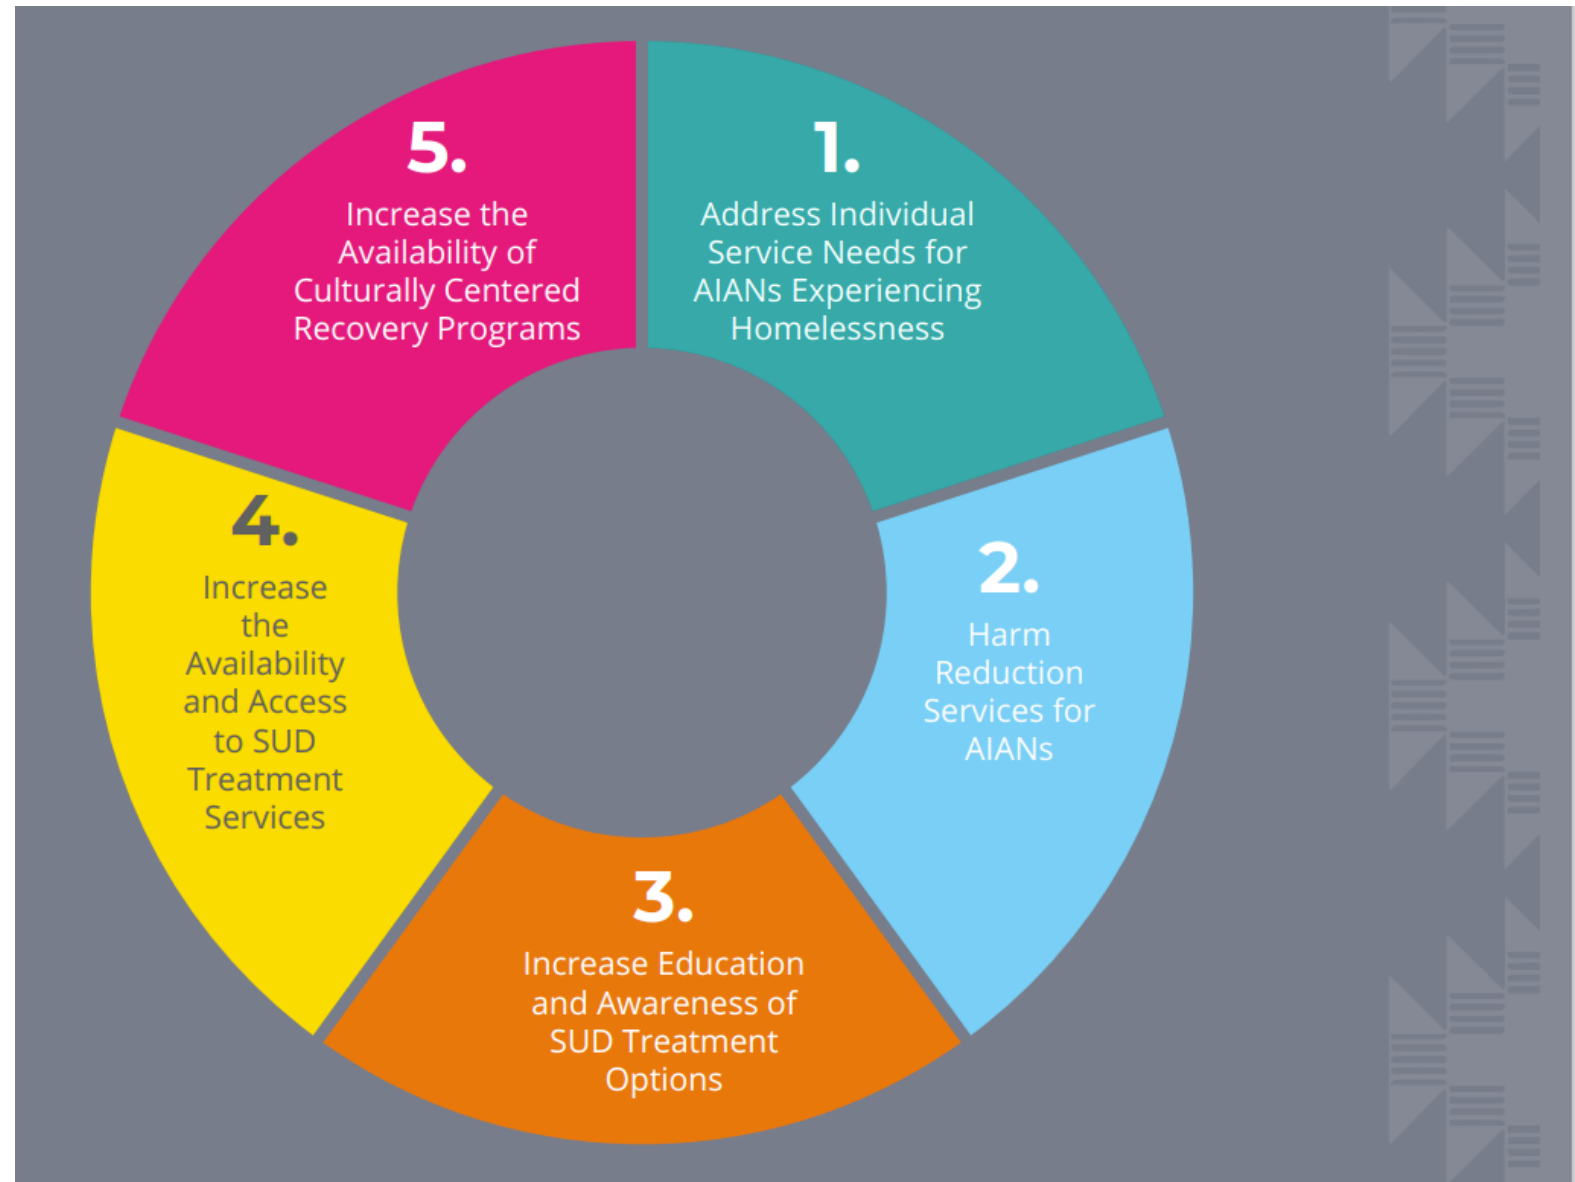 1.
Address Individual
Service Needs for
AIANs Experiencing
Homelessness
2.
Harm
Reduction
Services for
AIANs
3.
Increase Education
and Awareness of
SUD Treatment
Options
4.
Increase
the
Availability
and Access
to SUD
Treatment
Services
5.
Increase the
Availability of
Culturally Centered
Recovery Programs